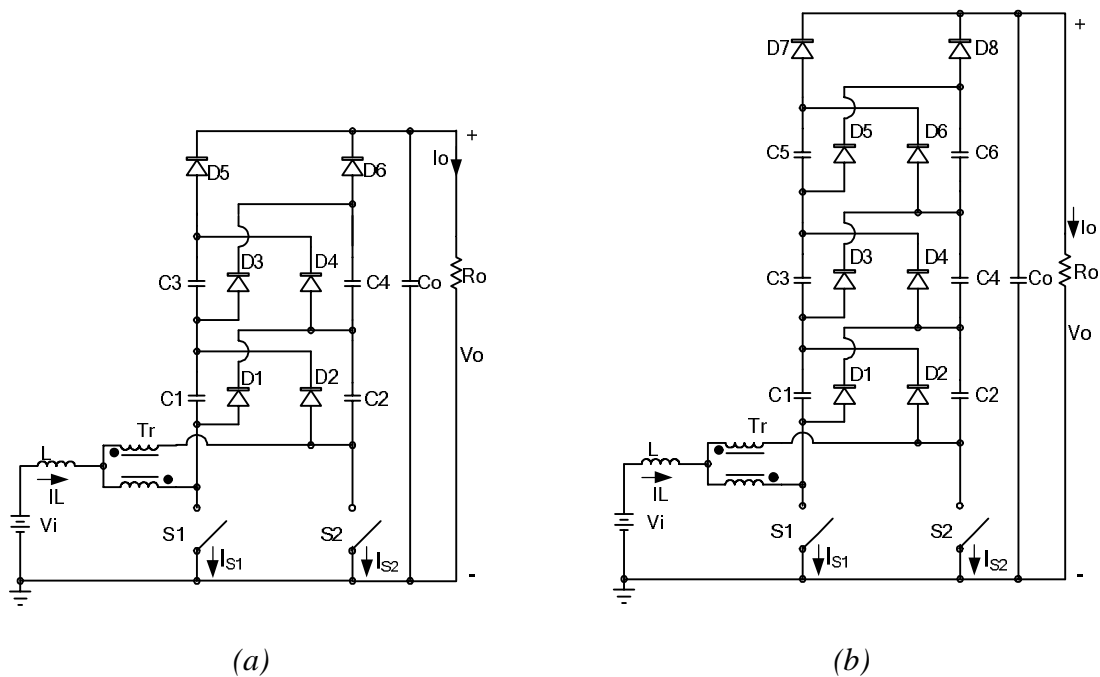 +
D5
D6
Io
D3
D4
C3
C4
Co
Ro
Vo
D1
D2
C1
C2
Tr
L
IL
Vi
S1
S2
IS1
IS2
-
(a)
+
D7
D8
D5
D6
C5
C6
Io
D3
D4
C3
C4
Co
Ro
Vo
D1
D2
C1
C2
Tr
L
IL
Vi
S1
S2
IS1
IS2
-
(b)